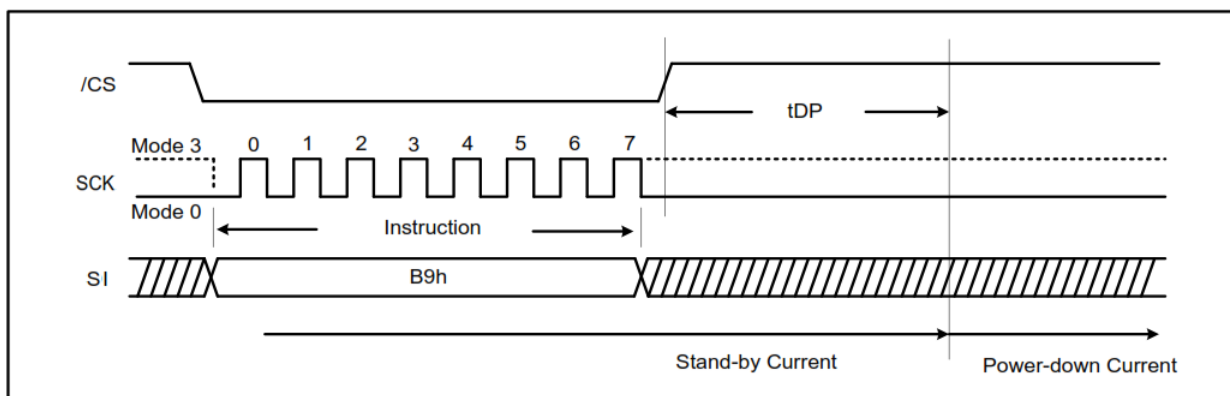 /CS
tDP
Mode 3
0 1 2 3 4 5 6 7
SCK
Mode 0
Instruction
SI
B9h
Stand-by Current
Power-down Current